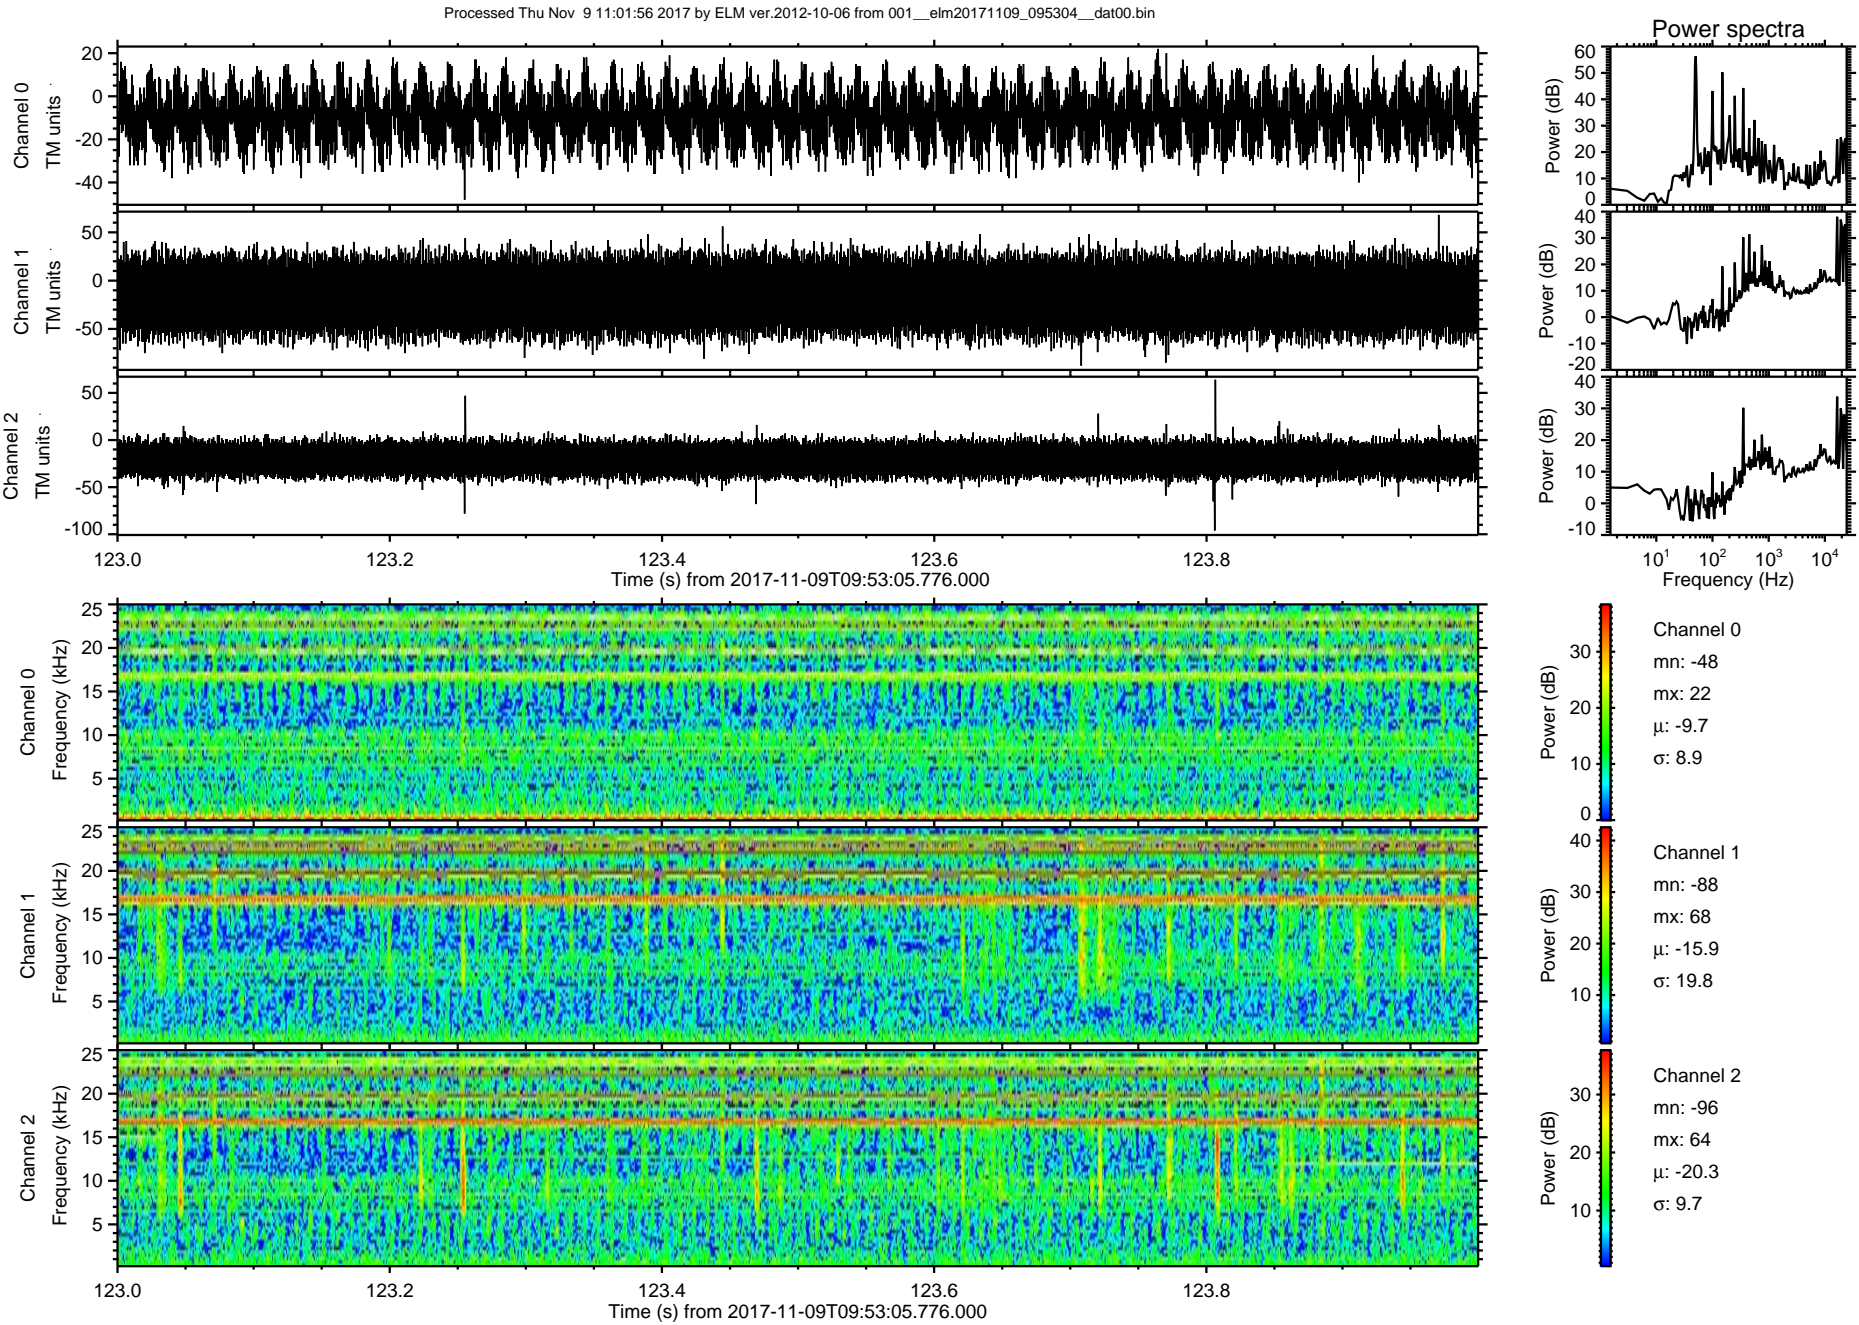 Processed Thu Nov 9 11:01:56 2017 by ELM ver.2012-10-06 from 001__elm20171109_095304__dat00.bin
Power spectra
Channel 0
TM units
20
0
-20
-40
Power (dB)
60
50
40
30
20
10
0
Channel 1
TM units
50
0
-50
Power (dB)
40
30
20
10
0
-10
-20
Channel 2
TM units
50
0
-50
-100
Power (dB)
40
30
20
10
0
-10
123.0 123.2 123.4 123.6 123.8
Time (s) from 2017-11-09T09:53:05.776.000
10^1 10^2 10^3 10^4
Frequency (Hz)
Channel 0
Frequency (kHz)
25
20
15
10
5
Power (dB)
30
20
10
0
Channel 0
mn: -48
mx: 22
μ: -9.7
σ: 8.9
Channel 1
Frequency (kHz)
25
20
15
10
5
Power (dB)
40
30
20
10
Channel 1
mn: -88
mx: 68
μ: -15.9
σ: 19.8
Channel 2
Frequency (kHz)
25
20
15
10
5
Power (dB)
30
20
10
Channel 2
mn: -96
mx: 64
μ: -20.3
σ: 9.7
123.0 123.2 123.4 123.6 123.8
Time (s) from 2017-11-09T09:53:05.776.000